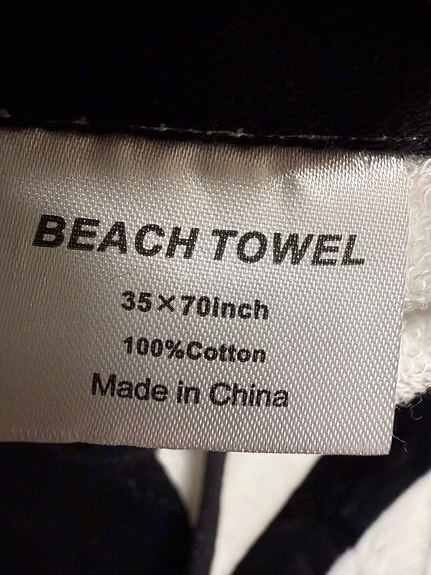 BEACH TOWEL
35×70Inch
100%Cotton
Made in China